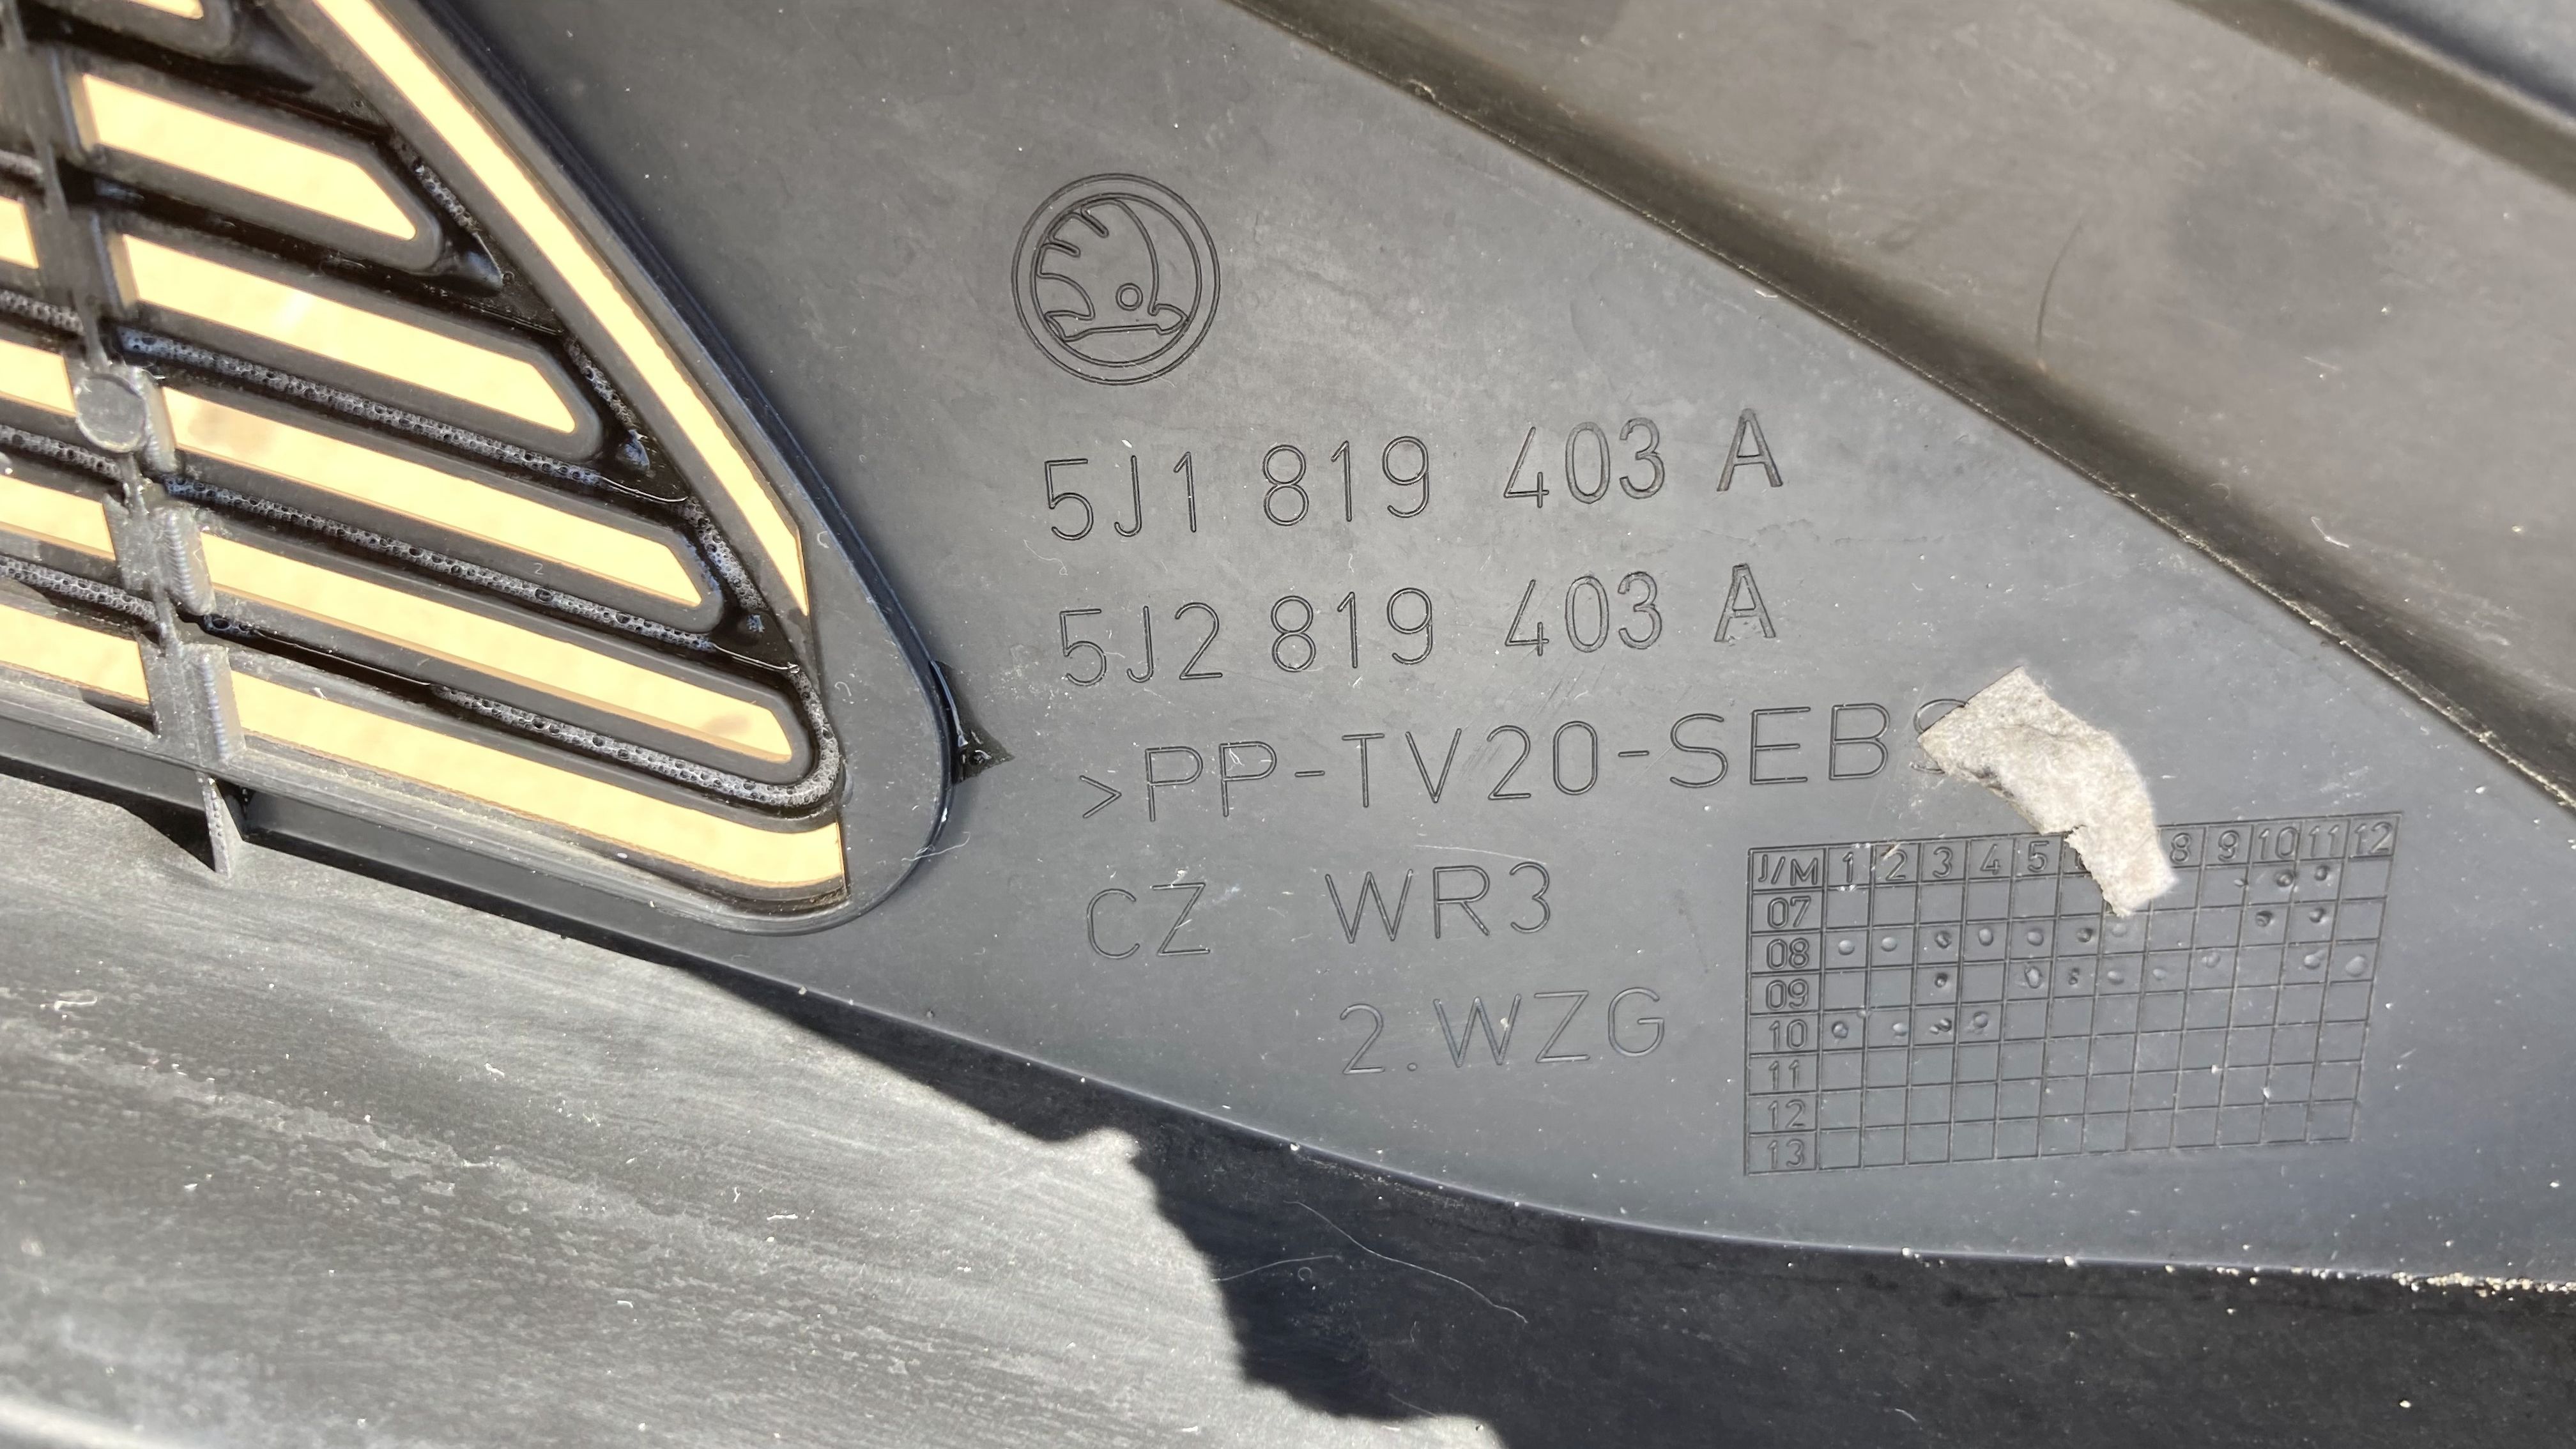 5J1 819 403 A
5J2 819 403 A
>PP-TV20-SEBS
CZ WR3
2.WZG
J/M 1 2 3 4 5 8 9 10 11 12
07
08
09
10
11
12
13